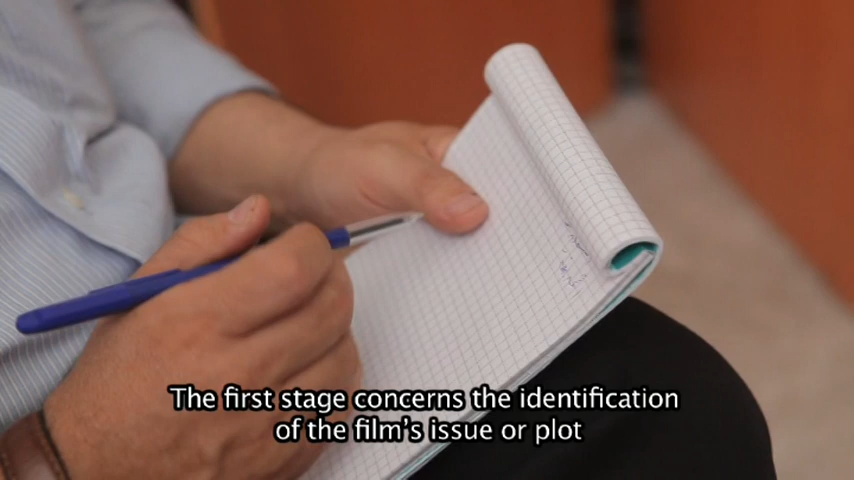 The first stage concerns the identification
of the film's issue or plot